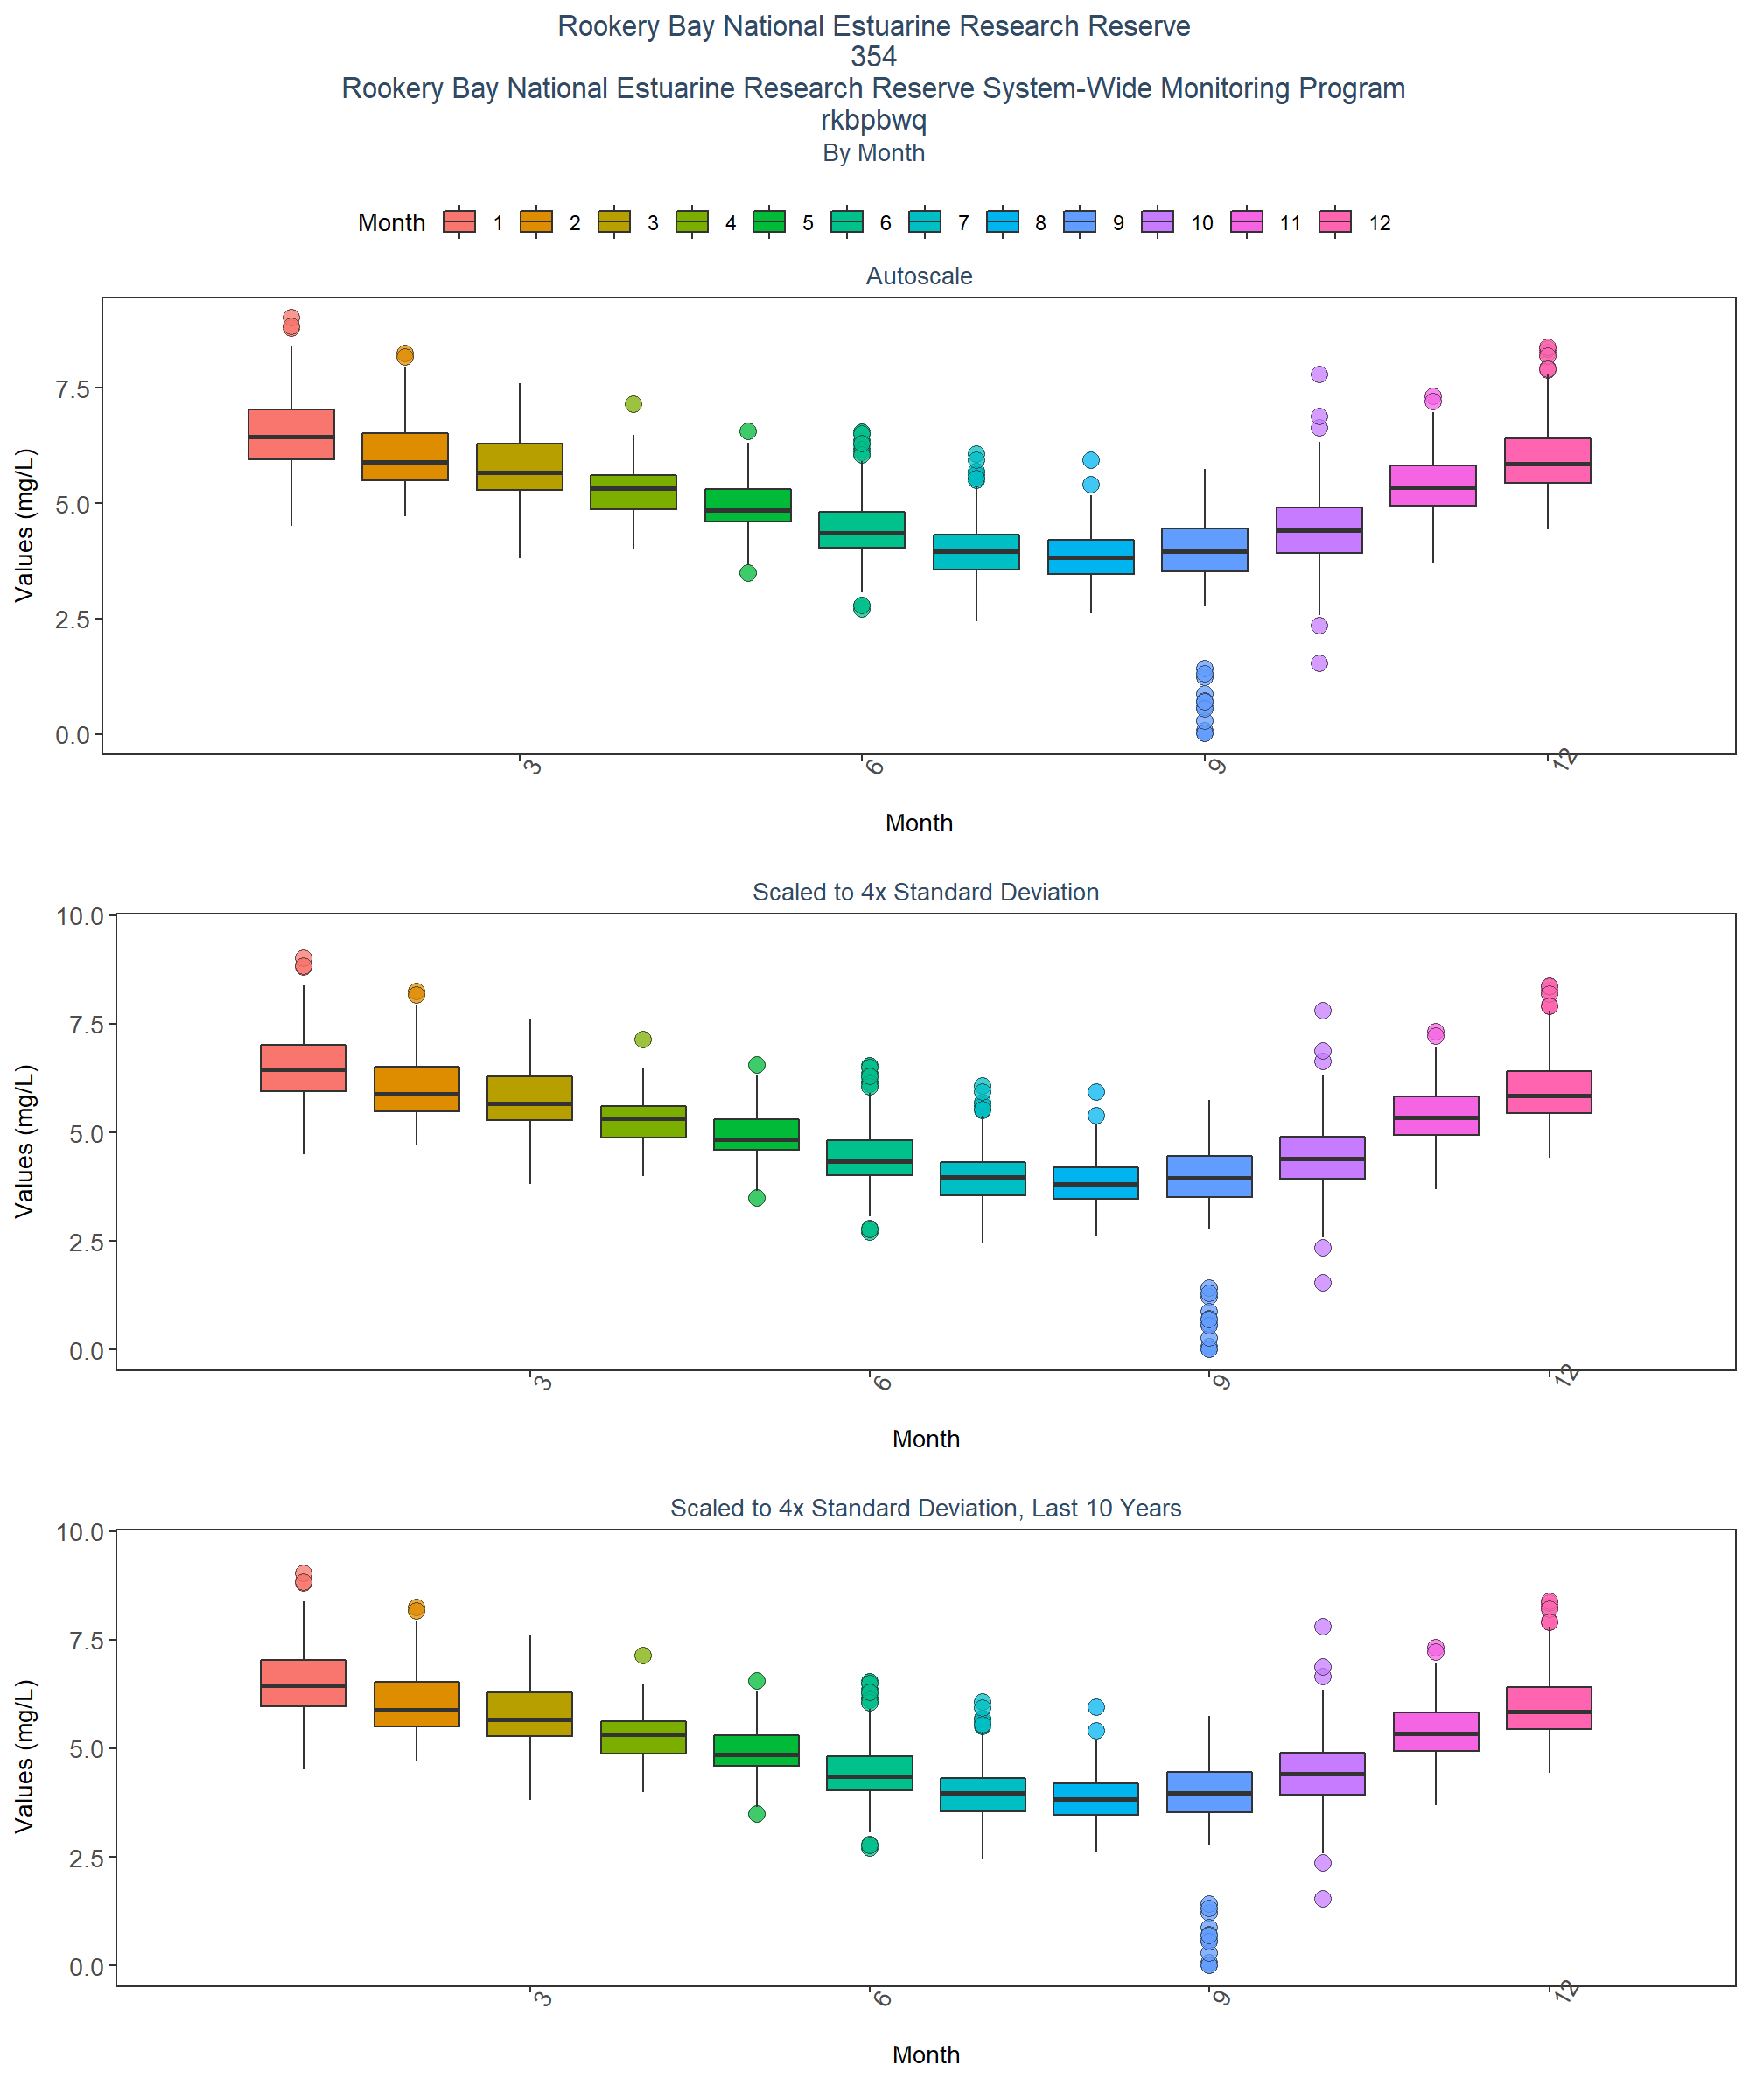 Rookery Bay National Estuarine Research Reserve
354
Rookery Bay National Estuarine Research Reserve System-Wide Monitoring Program
rkbpbwq
By Month
Month 1 2 3 4 5 6 7 8 9 10 11 12
Autoscale
Values (mg/L)
7.5
5.0
2.5
0.0
3 6 9 12
Month
Scaled to 4x Standard Deviation
Values (mg/L)
10.0
7.5
5.0
2.5
0.0
3 6 9 12
Month
Scaled to 4x Standard Deviation, Last 10 Years
Values (mg/L)
10.0
7.5
5.0
2.5
0.0
3 6 9 12
Month